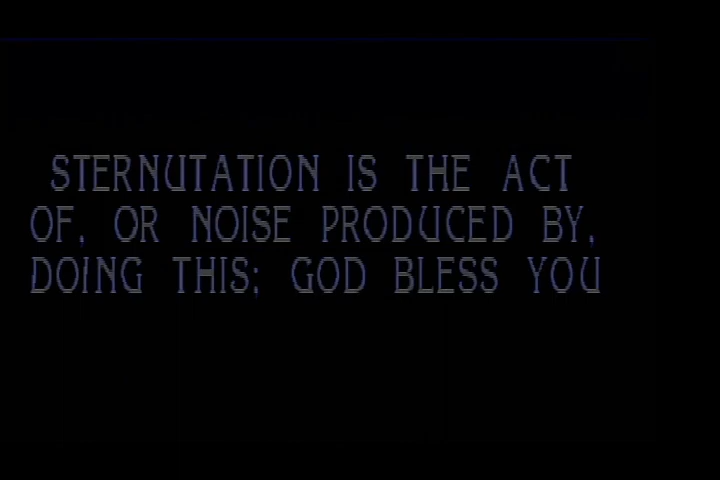 STERNUTATION IS THE ACT
OF, OR NOISE PRODUCED BY,
DOING THIS; GOD BLESS YOU